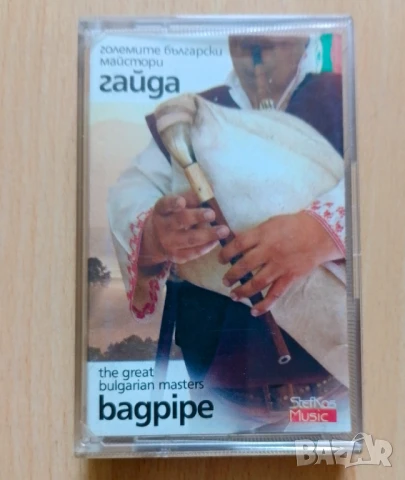 големите български
майстори
гайда
the great
bulgarian masters
bagpipe
StefKos
Music
BAZAR